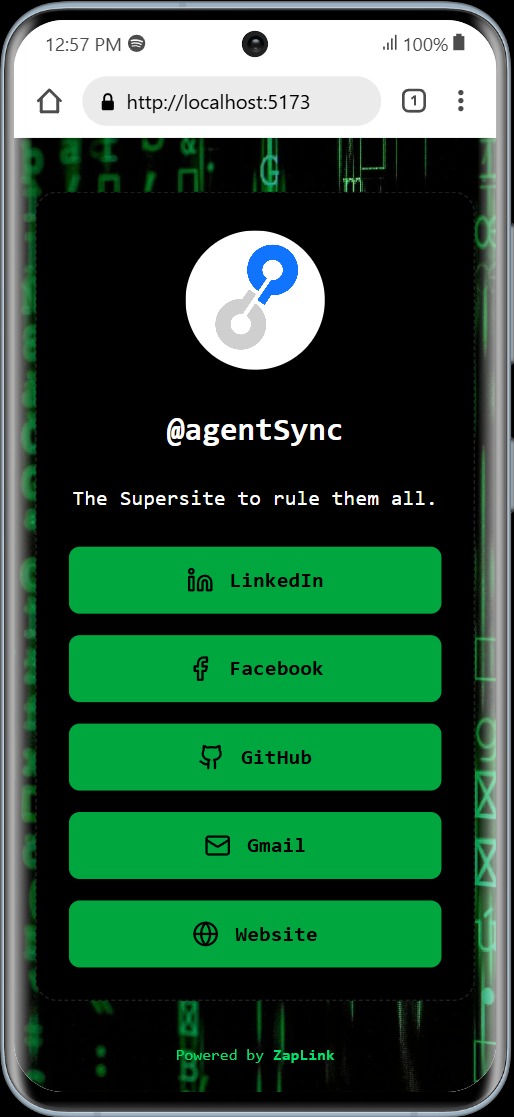 12:57 PM
100%
1
http://localhost:5173
G
@agentSync
The Supersite to rule them all.
LinkedIn
Facebook
GitHub
Gmail
Website
Powered by ZapLink